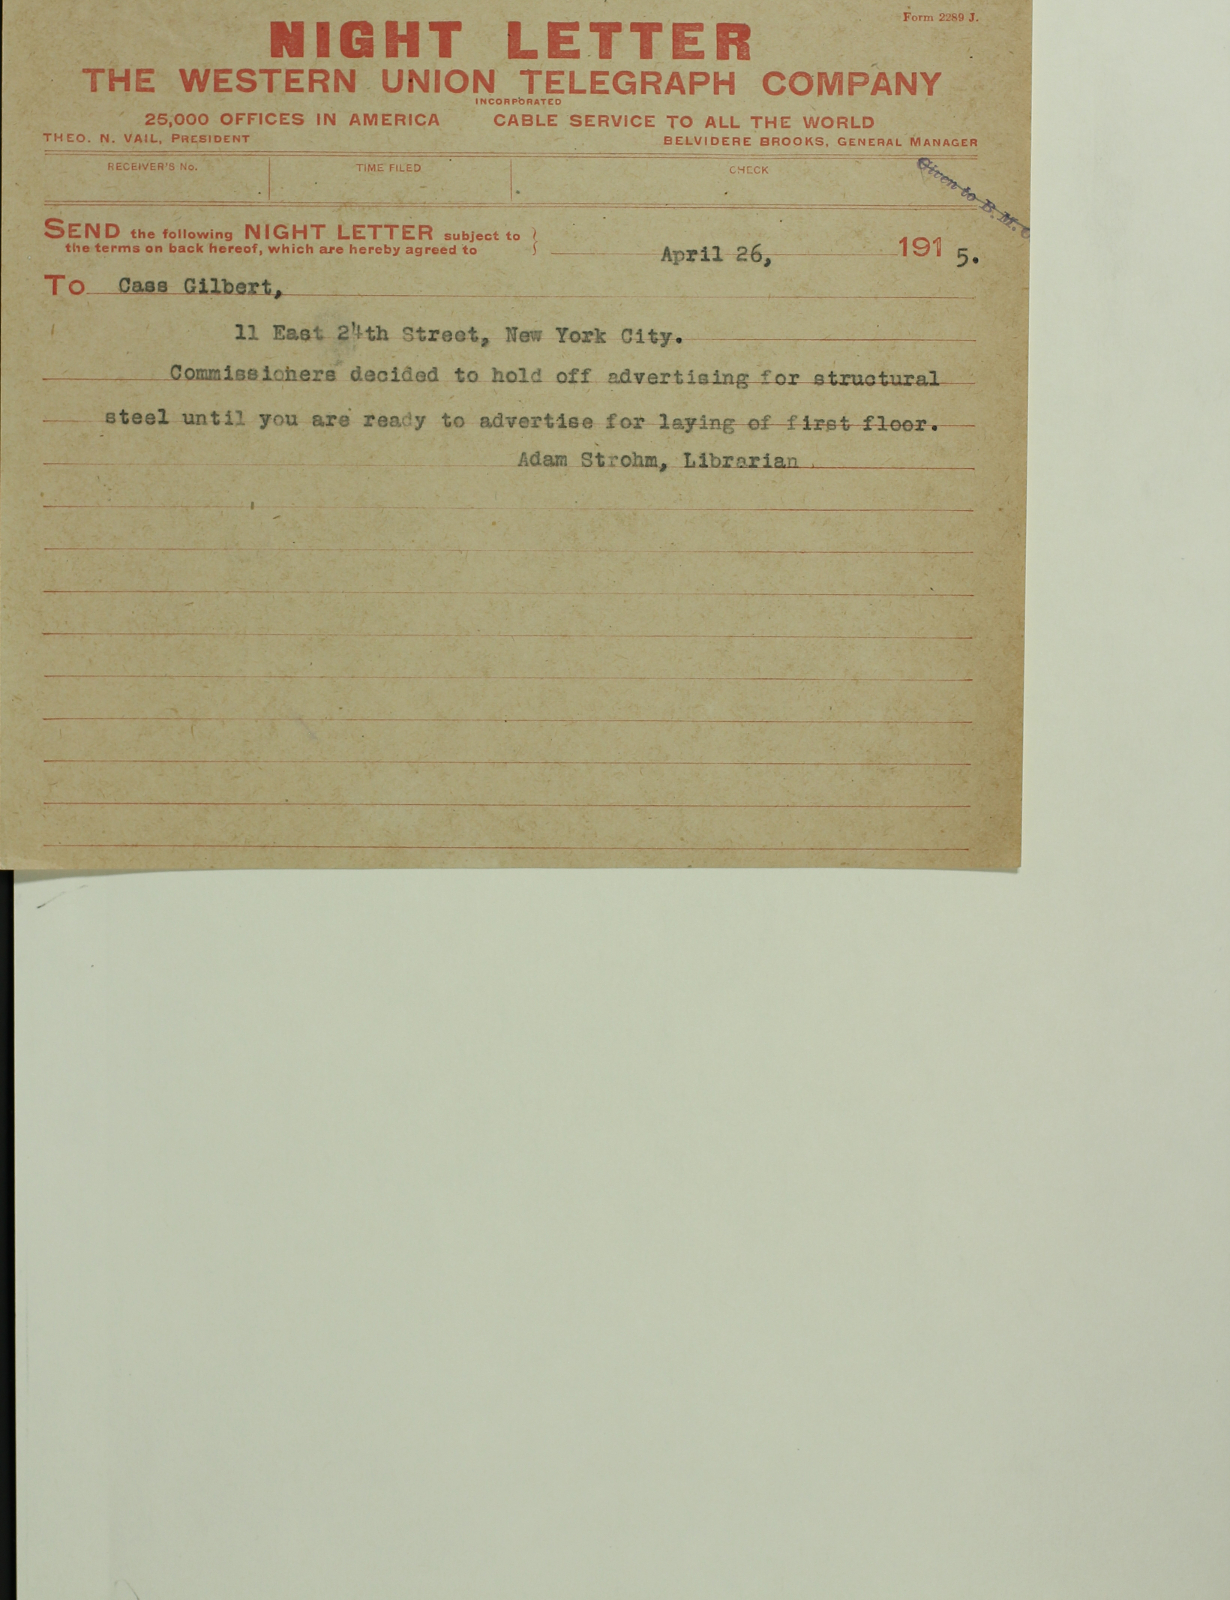 Form 2289 J.
NIGHT LETTER
THE WESTERN UNION TELEGRAPH COMPANY
INCORPORATED
25,000 OFFICES IN AMERICA CABLE SERVICE TO ALL THE WORLD
THEO. N. VAIL, PRESIDENT BELVIDERE BROOKS, GENERAL MANAGER
RECEIVER'S No. TIME FILED CHECK
Given to B. M.
SEND the following NIGHT LETTER subject to
the terms on back hereof, which are hereby agreed to
April 26, 1915.
To Cass Gilbert,
11 East 24th Street, New York City.
Commissioners decided to hold off advertising for structural
steel until you are ready to advertise for laying of first floor.
Adam Strohm, Librarian